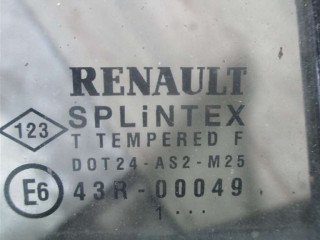 RENAULT
123 SPLiNTEX
T TEMPERED F
DOT24-AS2-M25
E6 43R-00049
1 ...